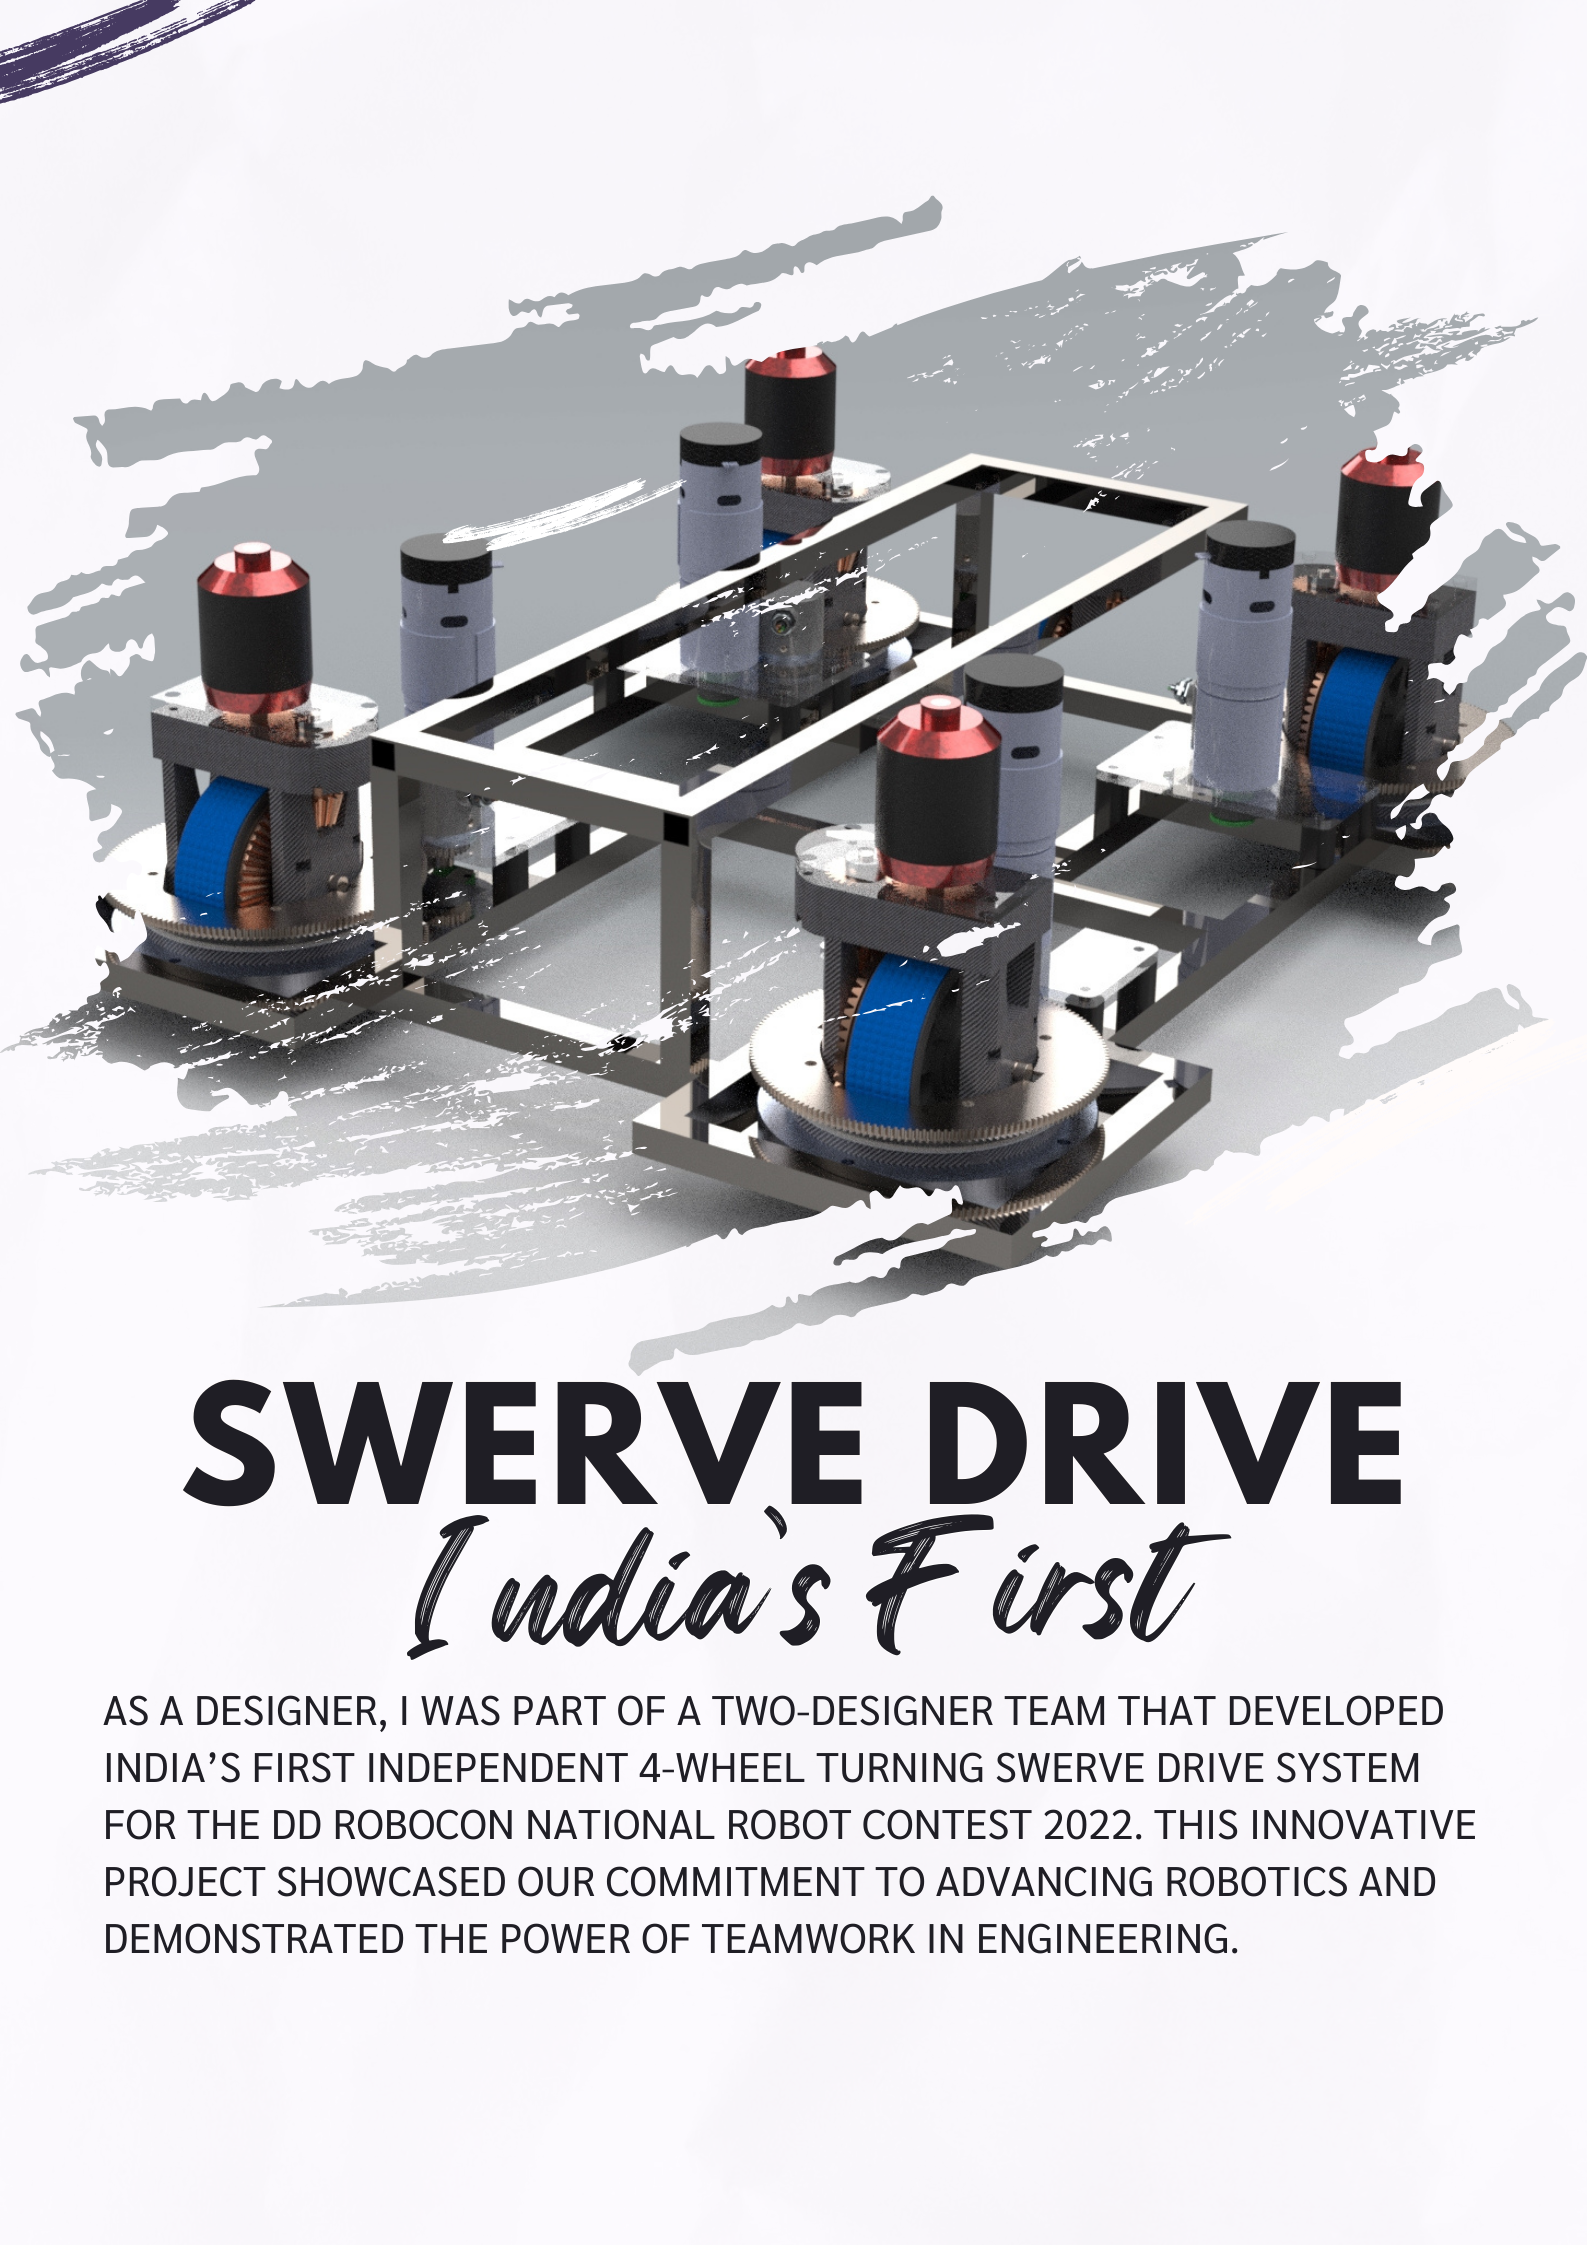 SWERVE DRIVE
India`s First
AS A DESIGNER, I WAS PART OF A TWO-DESIGNER TEAM THAT DEVELOPED
INDIA’S FIRST INDEPENDENT 4-WHEEL TURNING SWERVE DRIVE SYSTEM
FOR THE DD ROBOCON NATIONAL ROBOT CONTEST 2022. THIS INNOVATIVE
PROJECT SHOWCASED OUR COMMITMENT TO ADVANCING ROBOTICS AND
DEMONSTRATED THE POWER OF TEAMWORK IN ENGINEERING.